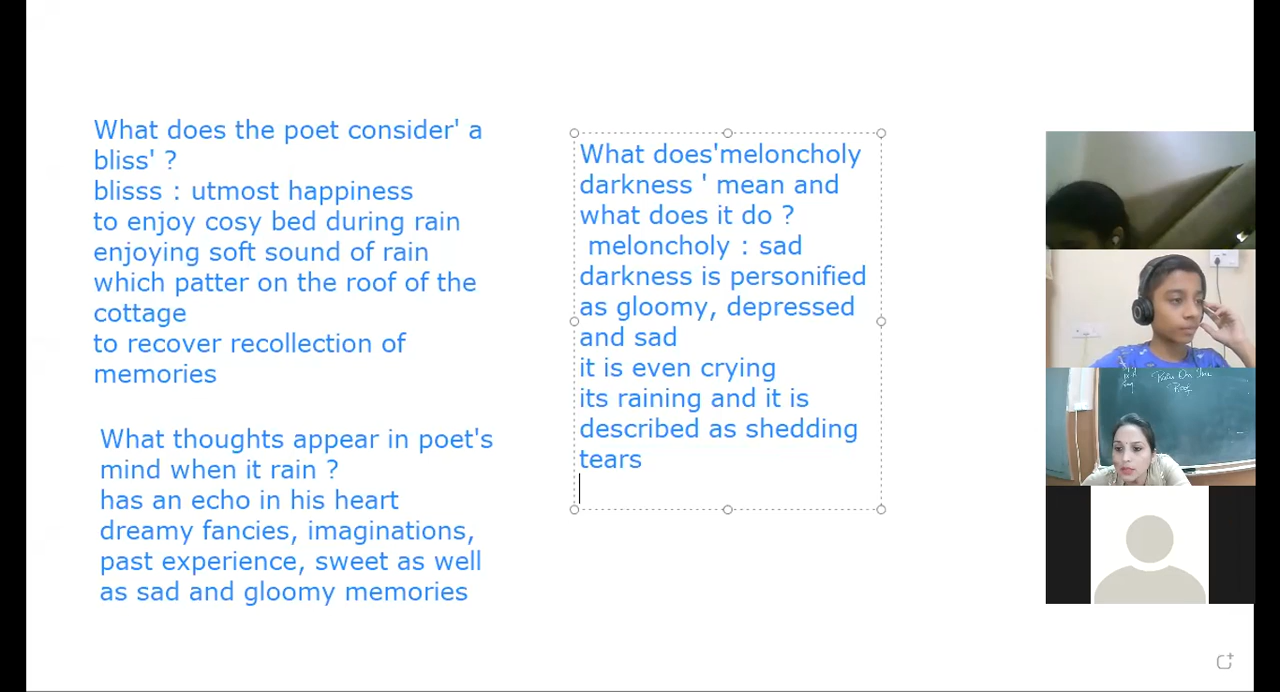 What does the poet consider' a
bliss' ?
blisss : utmost happiness
to enjoy cosy bed during rain
enjoying soft sound of rain
which patter on the roof of the
cottage
to recover recollection of
memories
What thoughts appear in poet's
mind when it rain ?
has an echo in his heart
dreamy fancies, imaginations,
past experience, sweet as well
as sad and gloomy memories
What does'meloncholy
darkness ' mean and
what does it do ?
meloncholy : sad
darkness is personified
as gloomy, depressed
and sad
it is even crying
its raining and it is
described as shedding
tears
Rain On The
Roof